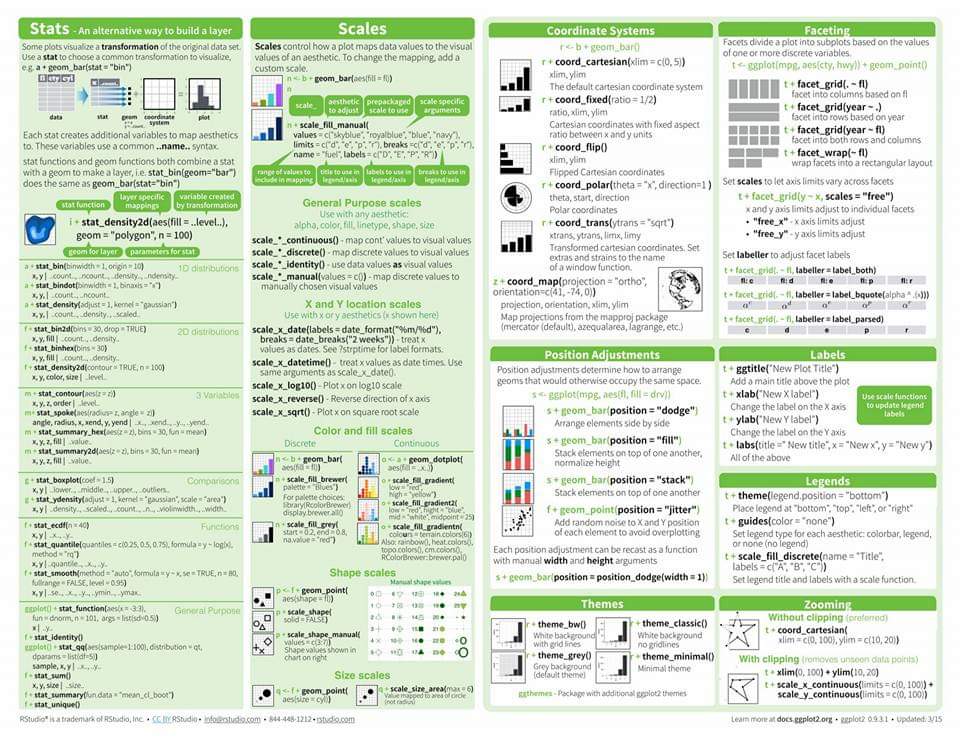 Stats - An alternative way to build a layer
Some plots visualize a transformation of the original data set.
Use a stat to choose a common transformation to visualize,
e.g. a + geom_bar(stat = "bin")
fl cty cyl
data
stat
geom
coordinate
system
plot
Each stat creates additional variables to map aesthetics
to. These variables use a common ..name.. syntax.
stat functions and geom functions both combine a stat
with a geom to make a layer, i.e. stat_bin(geom="bar")
does the same as geom_bar(stat="bin")
stat function
layer specific
mappings
variable created
by transformation
i + stat_density2d(aes(fill = ..level..),
geom = "polygon", n = 100)
geom for layer
parameters for stat
a + stat_bin(binwidth = 1, origin = 10)
1D distributions
x, y | ..count.., ..ncount.., ..density.., ..ndensity..
a + stat_bindot(binwidth = 1, binaxis = "x")
x, y, | ..count.., ..ncount..
a + stat_density(adjust = 1, kernel = "gaussian")
x, y, | ..count.., ..density.., ..scaled..
f + stat_bin2d(bins = 30, drop = TRUE)
2D distributions
x, y, fill | ..count.., ..density..
f + stat_binhex(bins = 30)
x, y, fill | ..count.., ..density..
f + stat_density2d(contour = TRUE, n = 100)
x, y, color, size | ..level..
m + stat_contour(aes(z = z))
3 Variables
x, y, z, order | ..level..
m+ stat_spoke(aes(radius= z, angle = z))
angle, radius, x, xend, y, yend | ..x.., ..xend.., ..y.., ..yend..
m + stat_summary_hex(aes(z = z), bins = 30, fun = mean)
x, y, z, fill | ..value..
m + stat_summary2d(aes(z = z), bins = 30, fun = mean)
x, y, z, fill | ..value..
g + stat_boxplot(coef = 1.5)
Comparisons
x, y | ..lower.., ..middle.., ..upper.., ..outliers..
g + stat_ydensity(adjust = 1, kernel = "gaussian", scale = "area")
x, y | ..density.., ..scaled.., ..count.., ..n.., ..violinwidth.., ..width..
f + stat_ecdf(n = 40)
Functions
x, y | ..x.., ..y..
f + stat_quantile(quantiles = c(0.25, 0.5, 0.75), formula = y ~ log(x),
method = "rq")
x, y | ..quantile.., ..x.., ..y..
f + stat_smooth(method = "auto", formula = y ~ x, se = TRUE, n = 80,
fullrange = FALSE, level = 0.95)
x, y | ..se.., ..x.., ..y.., ..ymin.., ..ymax..
ggplot() + stat_function(aes(x = -3:3),
General Purpose
fun = dnorm, n = 101, args = list(sd=0.5))
x | ..y..
f + stat_identity()
ggplot() + stat_qq(aes(sample=1:100), distribution = qt,
dparams = list(df=5))
sample, x, y | ..x.., ..y..
f + stat_sum()
x, y, size | ..size..
f + stat_summary(fun.data = "mean_cl_boot")
f + stat_unique()
Scales
Scales control how a plot maps data values to the visual
values of an aesthetic. To change the mapping, add a
custom scale.
n <- b + geom_bar(aes(fill = fl))
n
scale_
aesthetic
to adjust
prepackaged
scale to use
scale specific
arguments
n + scale_fill_manual(
values = c("skyblue", "royalblue", "blue", "navy"),
limits = c("d", "e", "p", "r"), breaks =c("d", "e", "p", "r"),
name = "fuel", labels = c("D", "E", "P", "R"))
range of values to
include in mapping
title to use in
legend/axis
labels to use in
legend/axis
breaks to use in
legend/axis
General Purpose scales
Use with any aesthetic:
alpha, color, fill, linetype, shape, size
scale_*_continuous() - map cont' values to visual values
scale_*_discrete() - map discrete values to visual values
scale_*_identity() - use data values as visual values
scale_*_manual(values = c()) - map discrete values to
manually chosen visual values
X and Y location scales
Use with x or y aesthetics (x shown here)
scale_x_date(labels = date_format("%m/%d"),
breaks = date_breaks("2 weeks")) - treat x
values as dates. See ?strptime for label formats.
scale_x_datetime() - treat x values as date times. Use
same arguments as scale_x_date().
scale_x_log10() - Plot x on log10 scale
scale_x_reverse() - Reverse direction of x axis
scale_x_sqrt() - Plot x on square root scale
Color and fill scales
Discrete
n <- b + geom_bar(
aes(fill = fl))
n + scale_fill_brewer(
palette = "Blues")
For palette choices:
library(RcolorBrewer)
display.brewer.all()
n + scale_fill_grey(
start = 0.2, end = 0.8,
na.value = "red")
Continuous
o <- a + geom_dotplot(
aes(fill = ..x..))
o + scale_fill_gradient(
low = "red",
high = "yellow")
o + scale_fill_gradient2(
low = "red", high = "blue",
mid = "white", midpoint = 25)
o + scale_fill_gradientn(
colours = terrain.colors(6))
Also: rainbow(), heat.colors(),
topo.colors(), cm.colors(),
RColorBrewer::brewer.pal()
Shape scales
p <- f + geom_point(
aes(shape = fl))
p + scale_shape(
solid = FALSE)
p + scale_shape_manual(
values = c(3:7))
Shape values shown in
chart on right
Manual shape values
0 6 12 18 24
1 7 13 19 25
2 8 14 20
3 9 15 21
4 10 16 22
5 11 17 23
Size scales
q <- f + geom_point(
aes(size = cyl))
q + scale_size_area(max = 6)
Value mapped to area of circle
(not radius)
Coordinate Systems
r <- b + geom_bar()
r + coord_cartesian(xlim = c(0, 5))
xlim, ylim
The default cartesian coordinate system
r + coord_fixed(ratio = 1/2)
ratio, xlim, ylim
Cartesian coordinates with fixed aspect
ratio between x and y units
r + coord_flip()
xlim, ylim
Flipped Cartesian coordinates
r + coord_polar(theta = "x", direction=1 )
theta, start, direction
Polar coordinates
r + coord_trans(ytrans = "sqrt")
xtrans, ytrans, limx, limy
Transformed cartesian coordinates. Set
extras and strains to the name
of a window function.
z + coord_map(projection = "ortho",
orientation=c(41, -74, 0))
projection, orientation, xlim, ylim
Map projections from the mapproj package
(mercator (default), azequalarea, lagrange, etc.)
Position Adjustments
Position adjustments determine how to arrange
geoms that would otherwise occupy the same space.
s <- ggplot(mpg, aes(fl, fill = drv))
s + geom_bar(position = "dodge")
Arrange elements side by side
s + geom_bar(position = "fill")
Stack elements on top of one another,
normalize height
s + geom_bar(position = "stack")
Stack elements on top of one another
f + geom_point(position = "jitter")
Add random noise to X and Y position
of each element to avoid overplotting
Each position adjustment can be recast as a function
with manual width and height arguments
s + geom_bar(position = position_dodge(width = 1))
Themes
r + theme_bw()
White background
with grid lines
r + theme_grey()
Grey background
(default theme)
r + theme_classic()
White background
no gridlines
r + theme_minimal()
Minimal theme
ggthemes - Package with additional ggplot2 themes
Faceting
Facets divide a plot into subplots based on the values
of one or more discrete variables.
t <- ggplot(mpg, aes(cty, hwy)) + geom_point()
t + facet_grid(. ~ fl)
facet into columns based on fl
t + facet_grid(year ~ .)
facet into rows based on year
t + facet_grid(year ~ fl)
facet into both rows and columns
t + facet_wrap(~ fl)
wrap facets into a rectangular layout
Set scales to let axis limits vary across facets
t + facet_grid(y ~ x, scales = "free")
x and y axis limits adjust to individual facets
• "free_x" - x axis limits adjust
• "free_y" - y axis limits adjust
Set labeller to adjust facet labels
t + facet_grid(. ~ fl, labeller = label_both)
fl: c fl: d fl: e fl: p fl: r
t + facet_grid(. ~ fl, labeller = label_bquote(alpha ^ .(x)))
αᶜ αᵈ αᵉ αᵖ αʳ
t + facet_grid(. ~ fl, labeller = label_parsed)
c d e p r
Labels
t + ggtitle("New Plot Title")
Add a main title above the plot
t + xlab("New X label")
Change the label on the X axis
t + ylab("New Y label")
Change the label on the Y axis
t + labs(title =" New title", x = "New x", y = "New y")
All of the above
Use scale functions
to update legend
labels
Legends
t + theme(legend.position = "bottom")
Place legend at "bottom", "top", "left", or "right"
t + guides(color = "none")
Set legend type for each aesthetic: colorbar, legend,
or none (no legend)
t + scale_fill_discrete(name = "Title",
labels = c("A", "B", "C"))
Set legend title and labels with a scale function.
Zooming
Without clipping (preferred)
t + coord_cartesian(
xlim = c(0, 100), ylim = c(10, 20))
With clipping (removes unseen data points)
t + xlim(0, 100) + ylim(10, 20)
t + scale_x_continuous(limits = c(0, 100)) +
scale_y_continuous(limits = c(0, 100))
RStudio® is a trademark of RStudio, Inc. • CC BY RStudio • info@rstudio.com • 844-448-1212 • rstudio.com
Learn more at docs.ggplot2.org • ggplot2 0.9.3.1 • Updated: 3/15